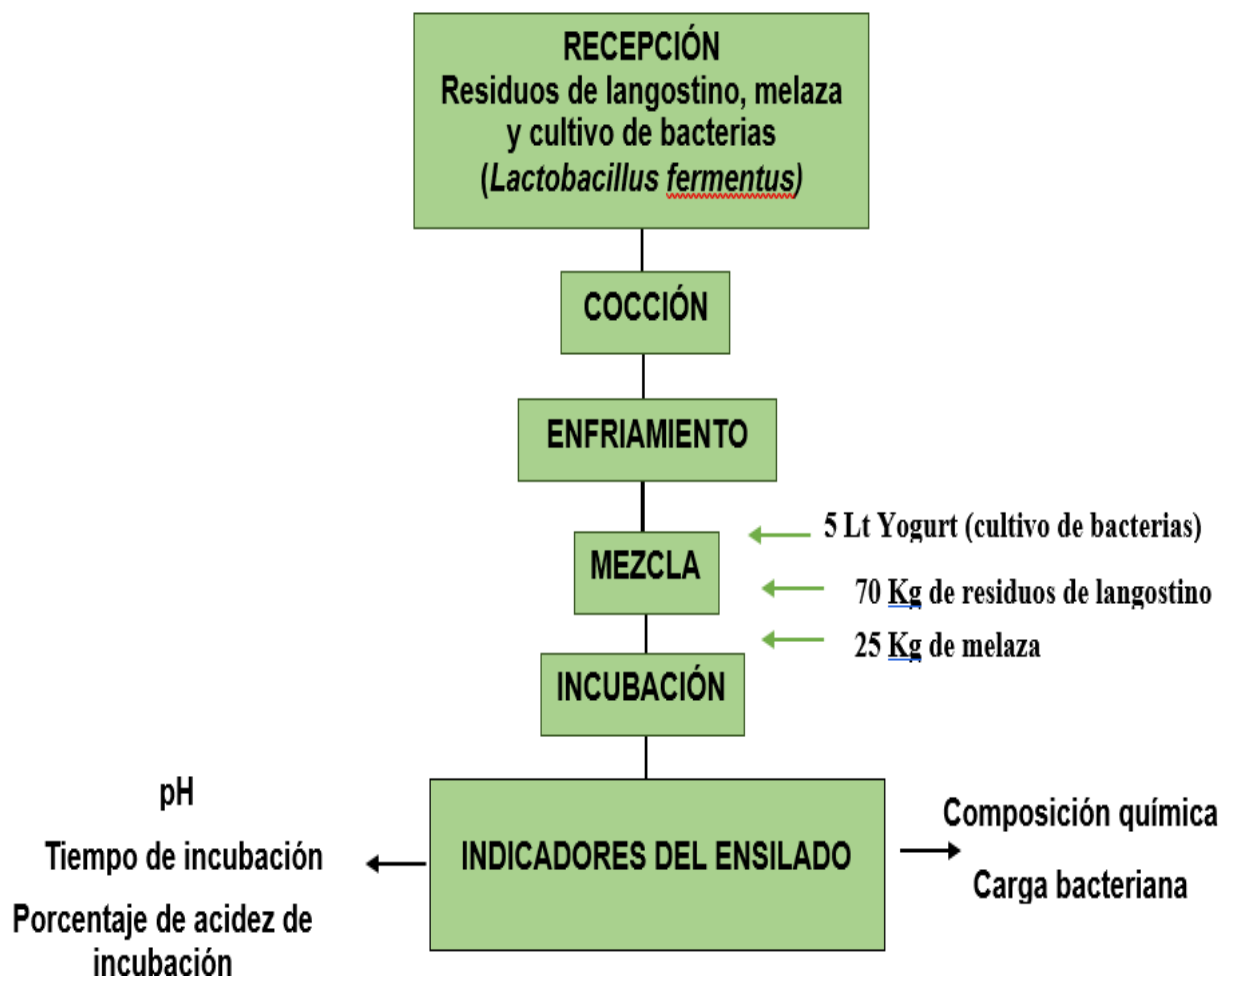 RECEPCIÓN
Residuos de langostino, melaza
y cultivo de bacterias
(Lactobacillus fermentus)
COCCIÓN
ENFRIAMIENTO
MEZCLA
5 Lt Yogurt (cultivo de bacterias)
70 Kg de residuos de langostino
25 Kg de melaza
INCUBACIÓN
INDICADORES DEL ENSILADO
pH
Tiempo de incubación
Porcentaje de acidez de
incubación
Composición química
Carga bacteriana